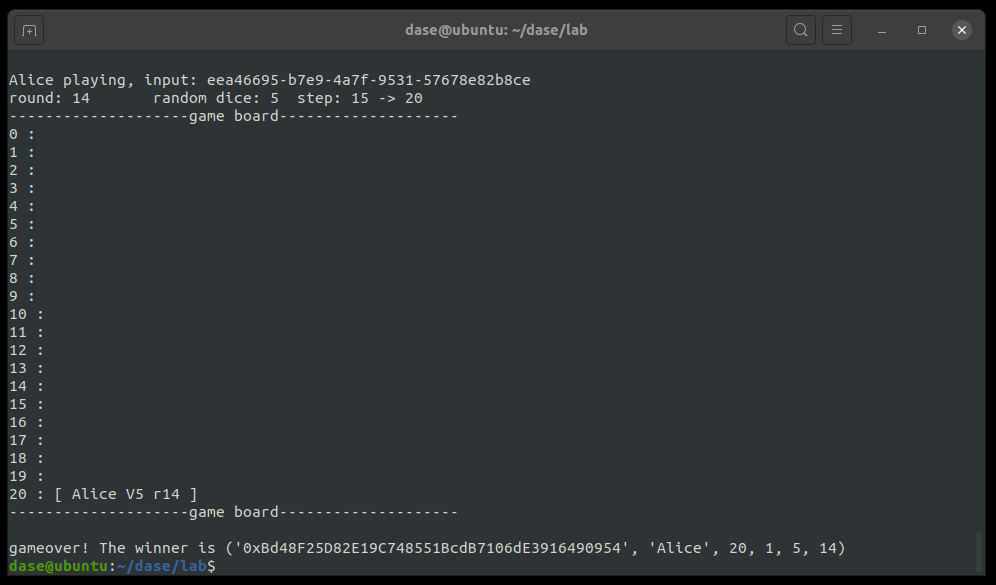 dase@ubuntu: ~/dase/lab
Alice playing, input: eea46695-b7e9-4a7f-9531-57678e82b8ce
round: 14       random dice: 5  step: 15 -> 20
--------------------game board--------------------
0 :
1 :
2 :
3 :
4 :
5 :
6 :
7 :
8 :
9 :
10 :
11 :
12 :
13 :
14 :
15 :
16 :
17 :
18 :
19 :
20 : [ Alice V5 r14 ]
--------------------game board--------------------
gameover! The winner is ('0xBd48F25D82E19C748551BcdB7106dE3916490954', 'Alice', 20, 1, 5, 14)
dase@ubuntu:~/dase/lab$